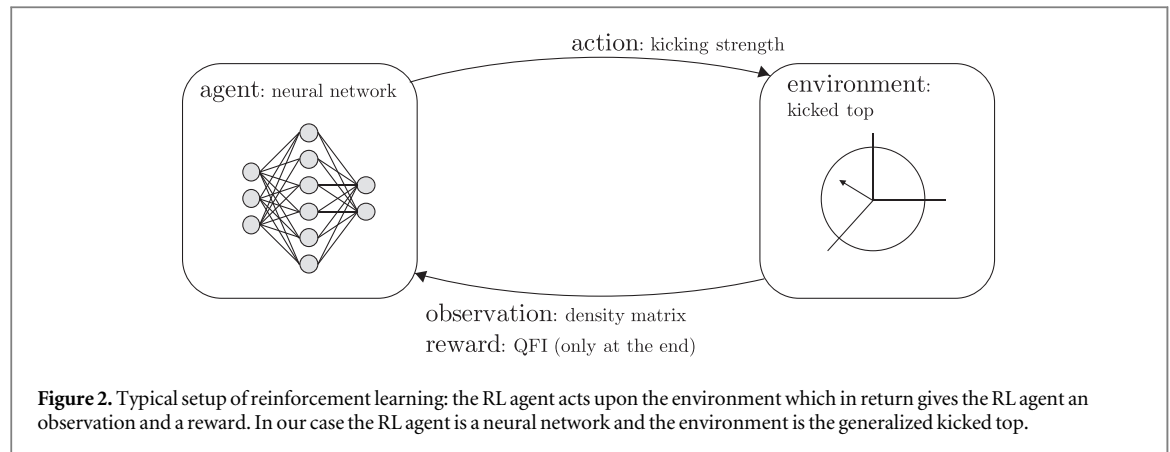 action: kicking strength
agent: neural network
environment:
kicked top
observation: density matrix
reward: QFI (only at the end)
Figure 2. Typical setup of reinforcement learning: the RL agent acts upon the environment which in return gives the RL agent an
observation and a reward. In our case the RL agent is a neural network and the environment is the generalized kicked top.